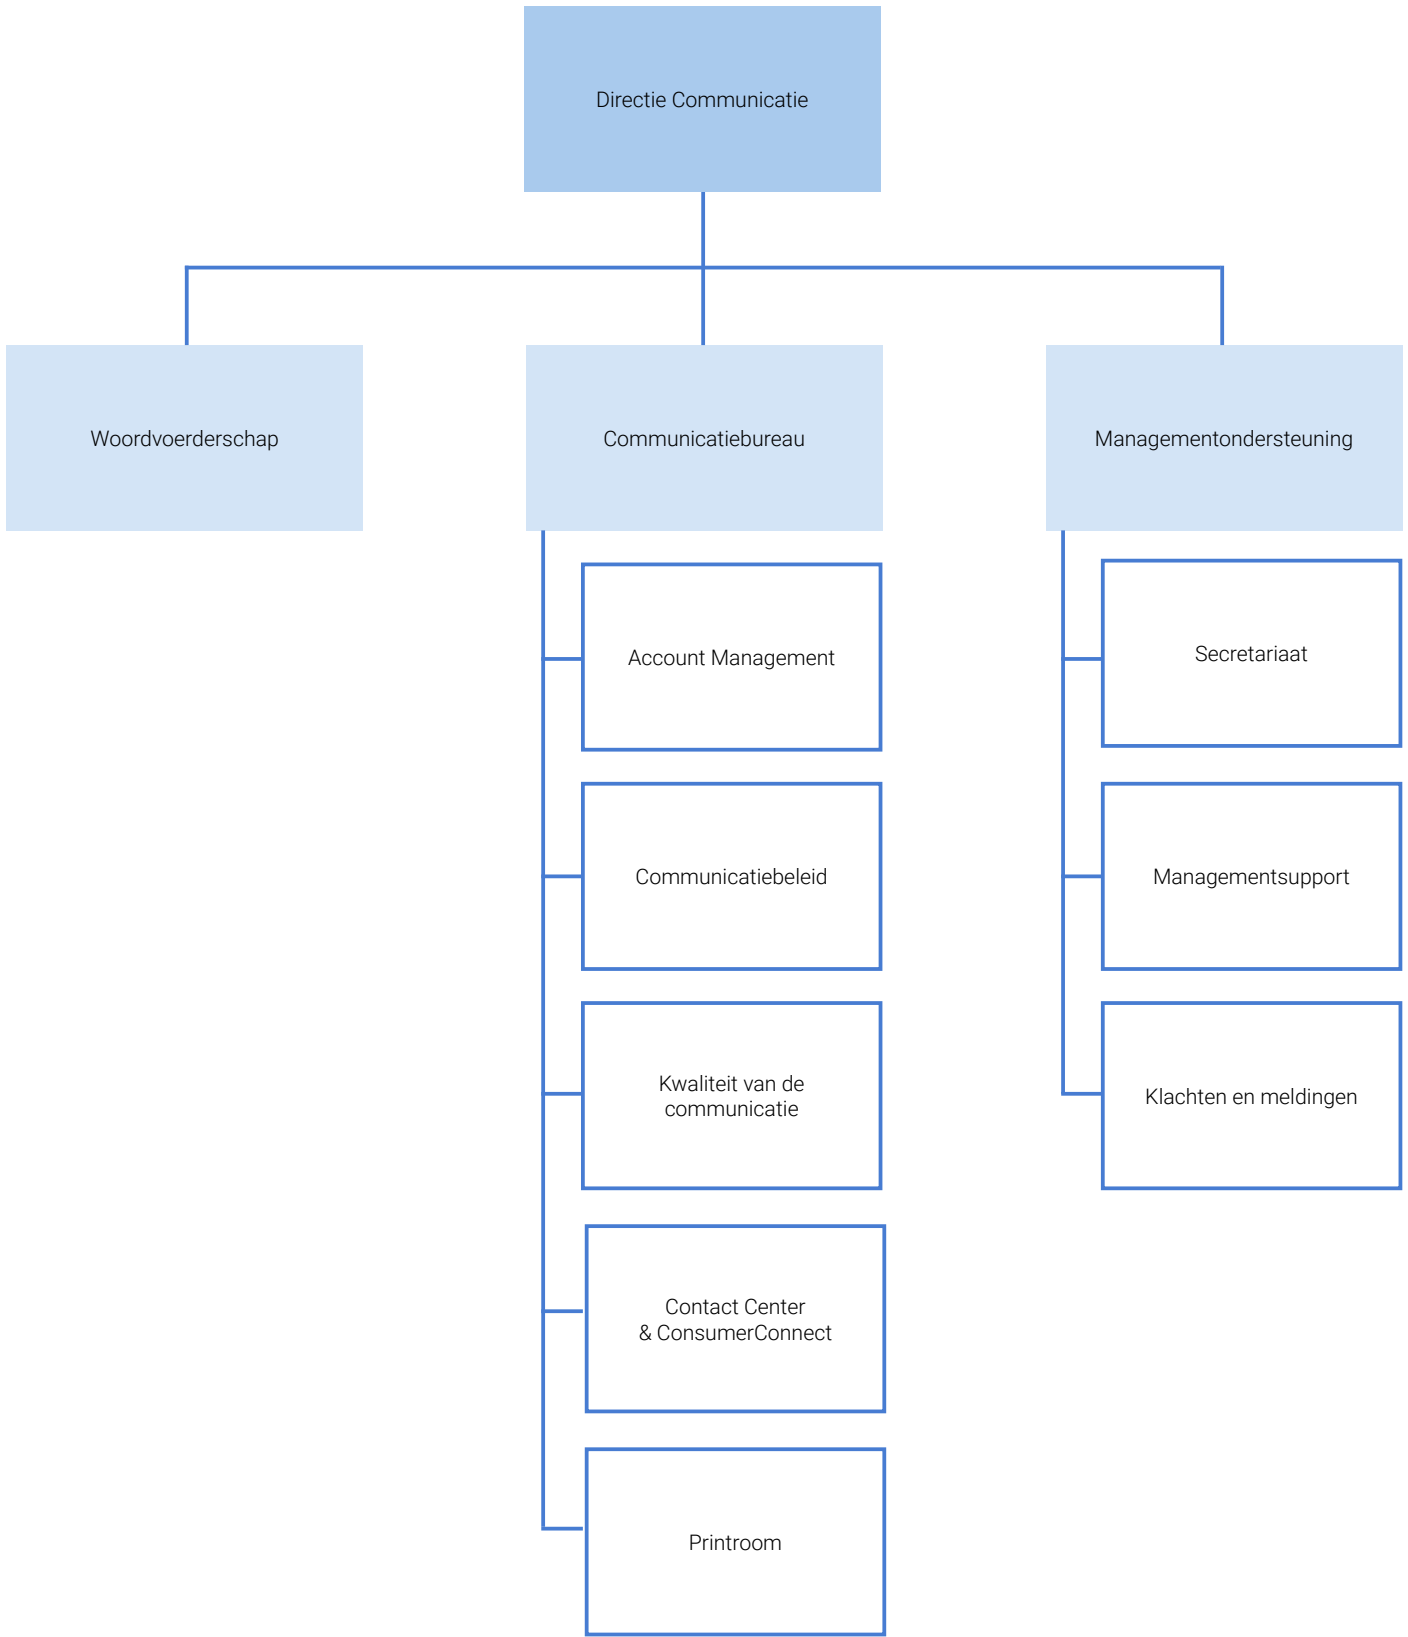 Directie Communicatie
Woordvoerderschap
Communicatiebureau
Managementondersteuning
Account Management
Secretariaat
Communicatiebeleid
Managementsupport
Kwaliteit van de
communicatie
Klachten en meldingen
Contact Center
& ConsumerConnect
Printroom